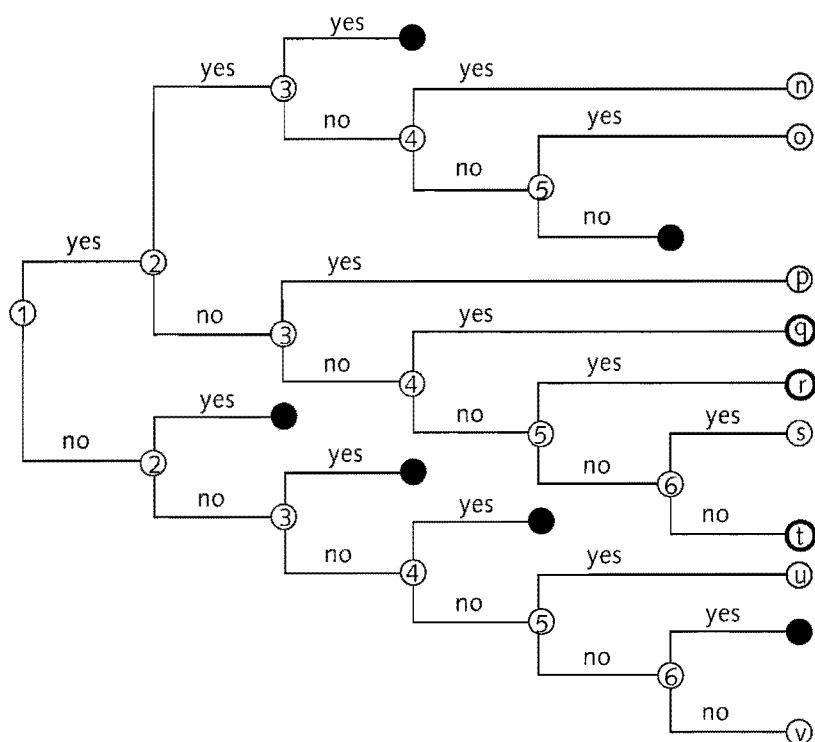 yes
yes
yes
n
3
yes
no
4
o
no
5
no
yes
2
yes
p
1
no
3
yes
q
no
4
yes
r
yes
no
5
yes
s
no
2
yes
no
6
no
3
yes
no
t
no
4
yes
u
no
5
yes
no
6
no
v